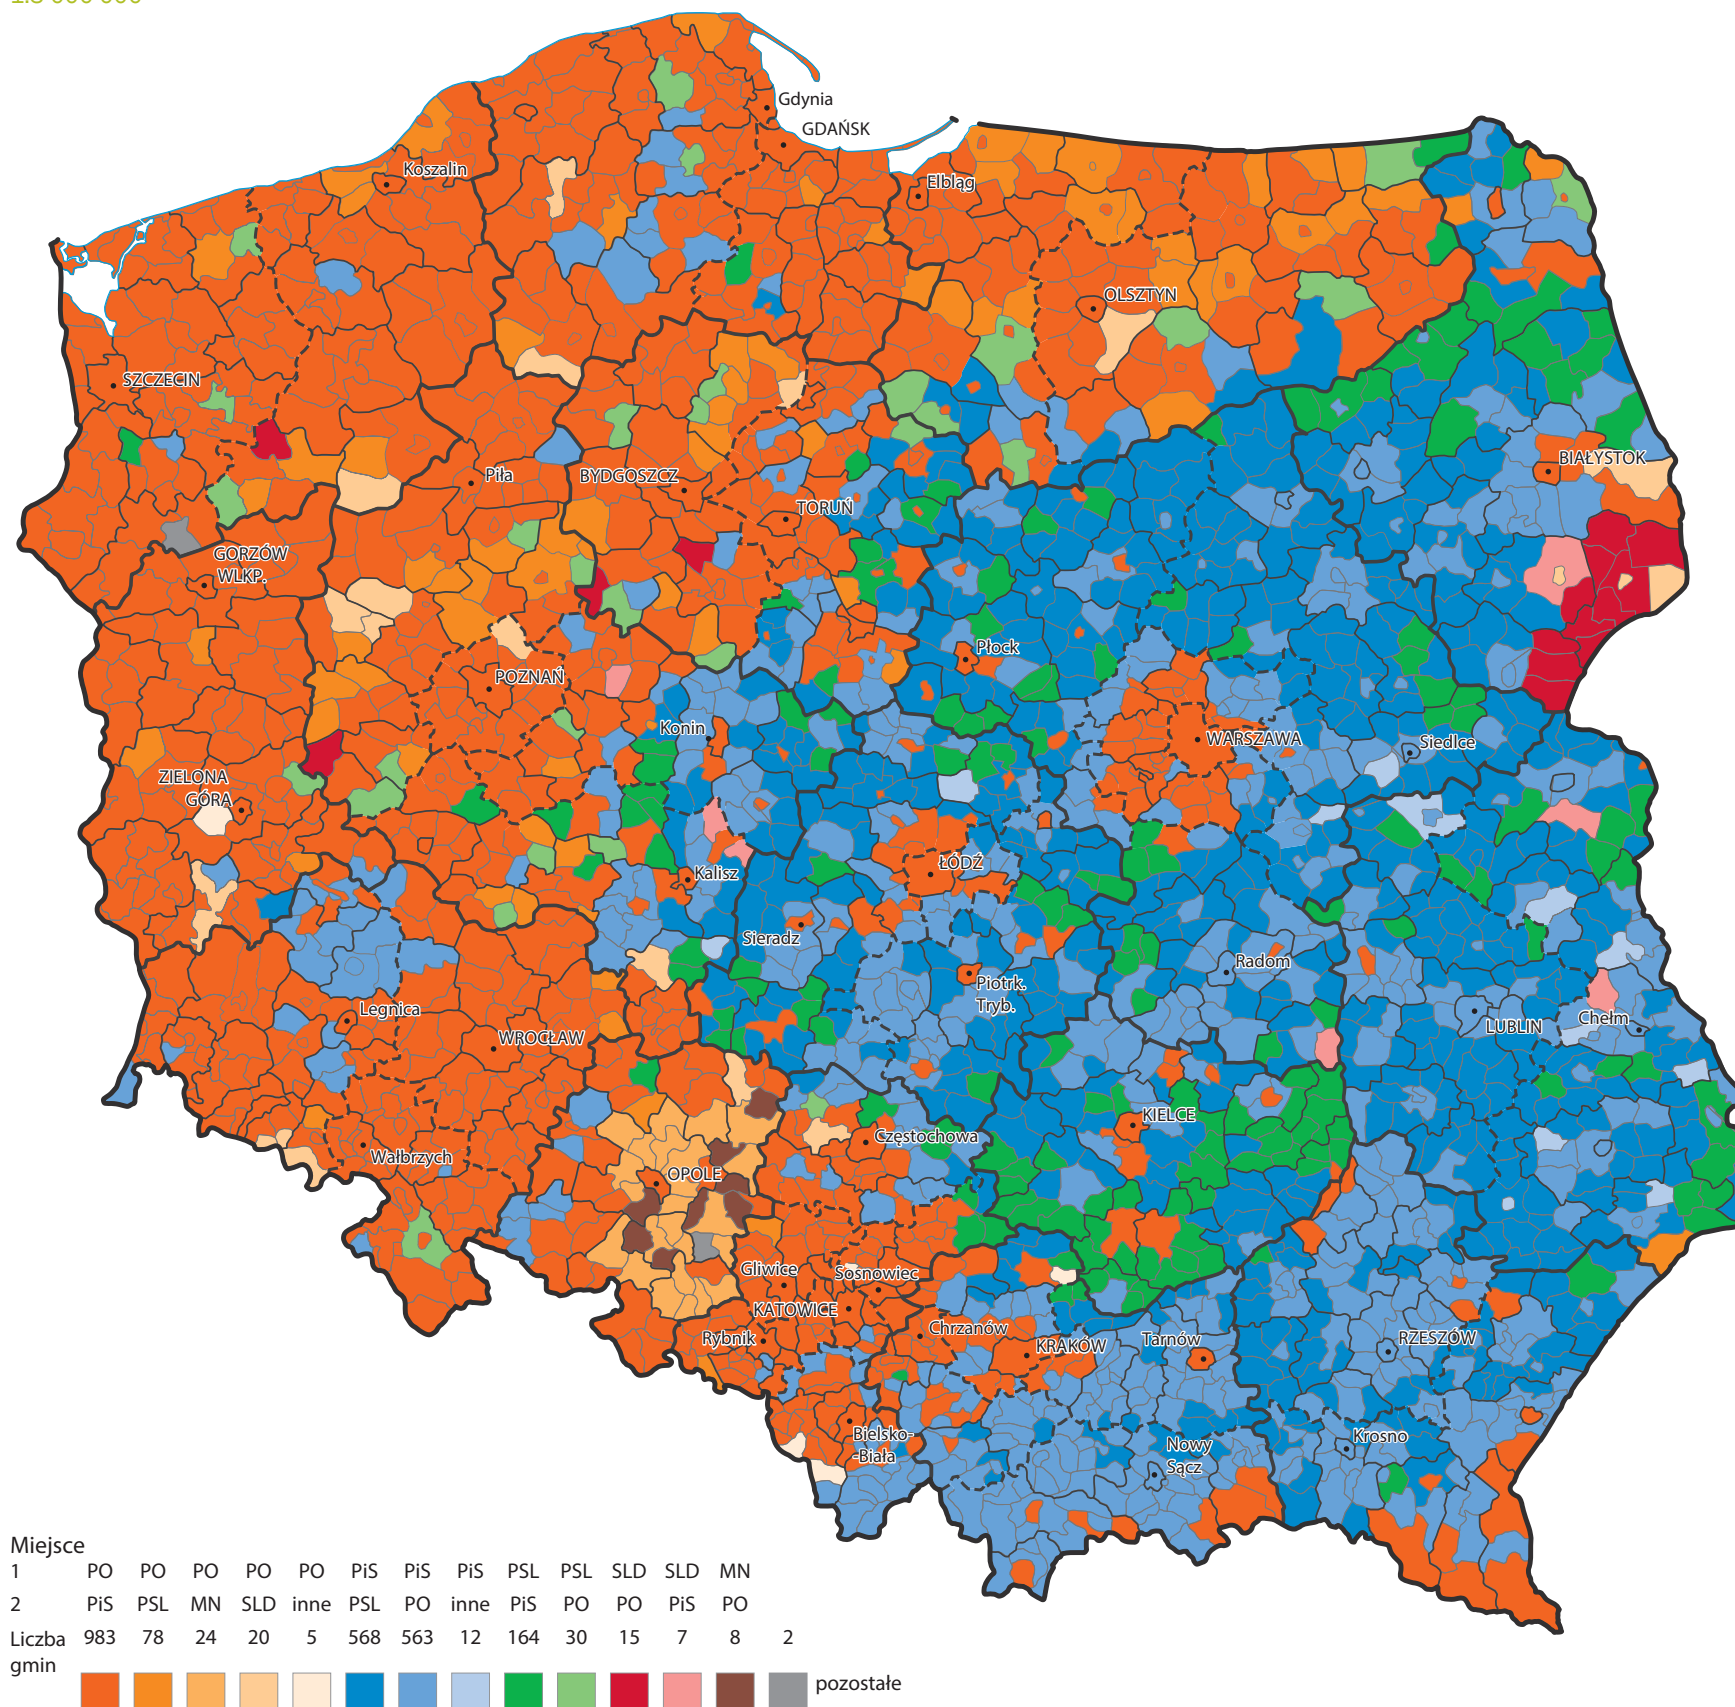 1:3 000 000
Gdynia
GDAŃSK
Koszalin
Elbląg
OLSZTYN
SZCZECIN
Piła
BYDGOSZCZ
BIAŁYSTOK
TORUŃ
GORZÓW
WLKP.
Płock
POZNAŃ
Konin
WARSZAWA
Siedlce
ZIELONA
GÓRA
ŁÓDŹ
Kalisz
Sieradz
Radom
Piotrk.
Tryb.
Legnica
LUBLIN
Chełm
WROCŁAW
KIELCE
Częstochowa
Wałbrzych
OPOLE
Gliwice
Sosnowiec
KATOWICE
Chrzanów
Rybnik
KRAKÓW
Tarnów
RZESZÓW
Bielsko-
-Biała
Nowy
Sącz
Krosno
Miejsce
1 PO PO PO PO PO PiS PiS PiS PSL PSL SLD SLD MN
2 PiS PSL MN SLD inne PSL PO inne PiS PO PO PiS PO
Liczba 983 78 24 20 5 568 563 12 164 30 15 7 8 2
gmin
pozostałe